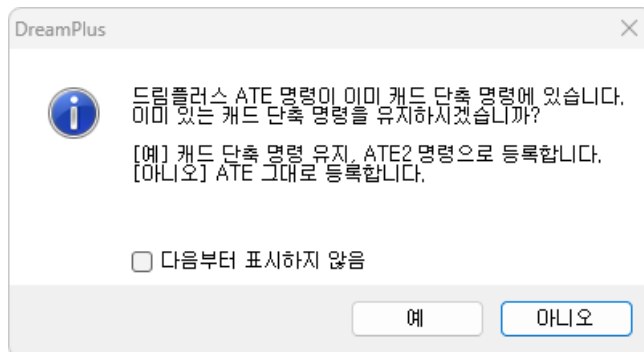 DreamPlus
드림플러스 ATE 명령이 이미 캐드 단축 명령에 있습니다.
이미 있는 캐드 단축 명령을 유지하시겠습니까?
[예] 캐드 단축 명령 유지, ATE2 명령으로 등록합니다.
[아니오] ATE 그대로 등록합니다.
다음부터 표시하지 않음
예
아니오